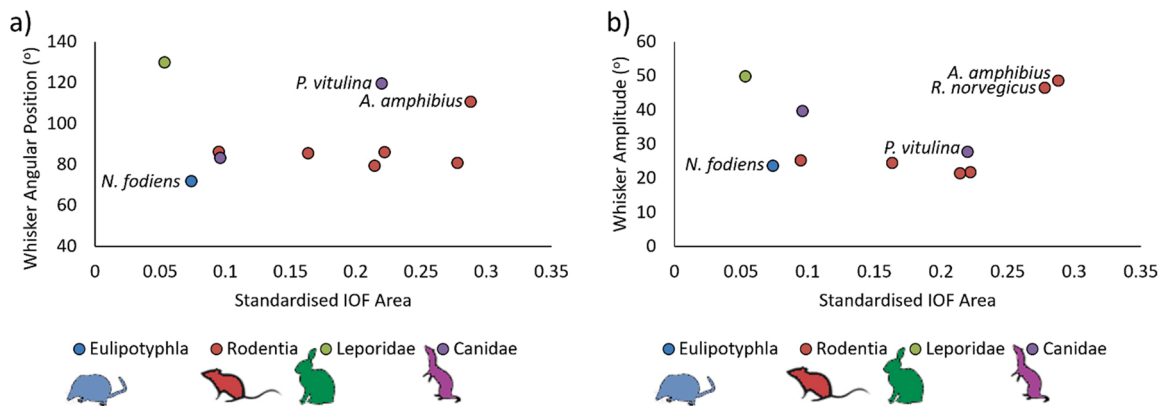 a)
Whisker Angular Position (°)
140
120
100
80
60
40
P. vitulina
A. amphibius
N. fodiens
0
0.05
0.1
0.15
0.2
0.25
0.3
0.35
Standardised IOF Area
Eulipotyphla
Rodentia
Leporidae
Canidae
b)
Whisker Amplitude (°)
60
50
40
30
20
10
0
A. amphibius
R. norvegicus
P. vitulina
N. fodiens
0
0.05
0.1
0.15
0.2
0.25
0.3
0.35
Standardised IOF Area
Eulipotyphla
Rodentia
Leporidae
Canidae